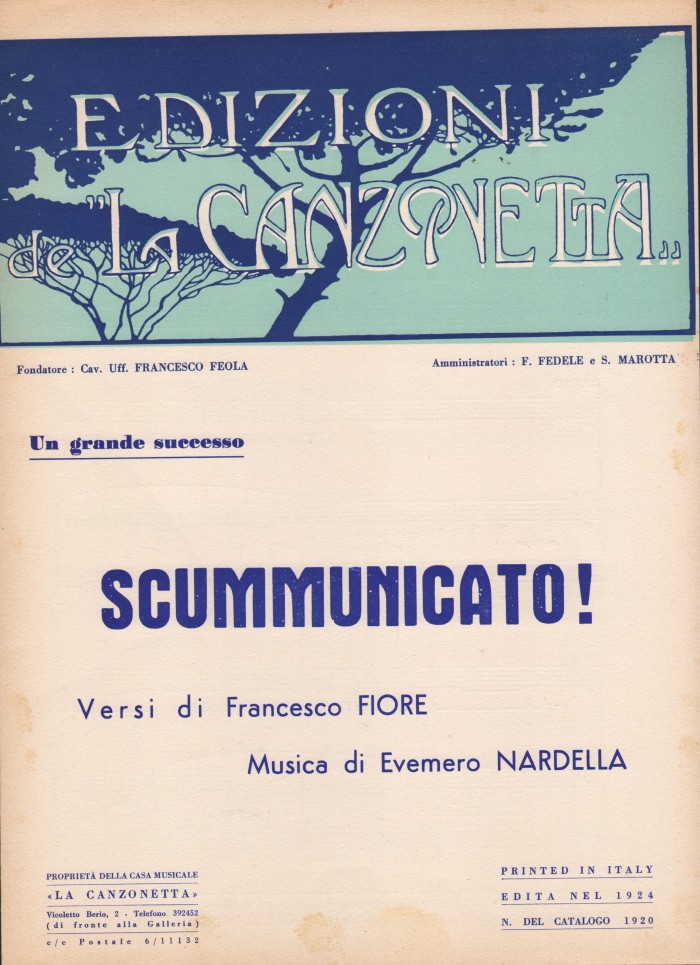 EDIZIONI
de "LA CANZONETTA"
Fondatore : Cav. Uff. FRANCESCO FEOLA
Amministratori : F. FEDELE e S. MAROTTA
Un grande successo
SCUMMUNICATO!
Versi di Francesco FIORE
Musica di Evemero NARDELLA
PROPRIETÀ DELLA CASA MUSICALE
«LA CANZONETTA»
Vicoletto Berio, 2 - Telefono 392452
(di fronte alla Galleria)
c/c Postale 6/11132
PRINTED IN ITALY
EDITA NEL 1924
N. DEL CATALOGO 1920